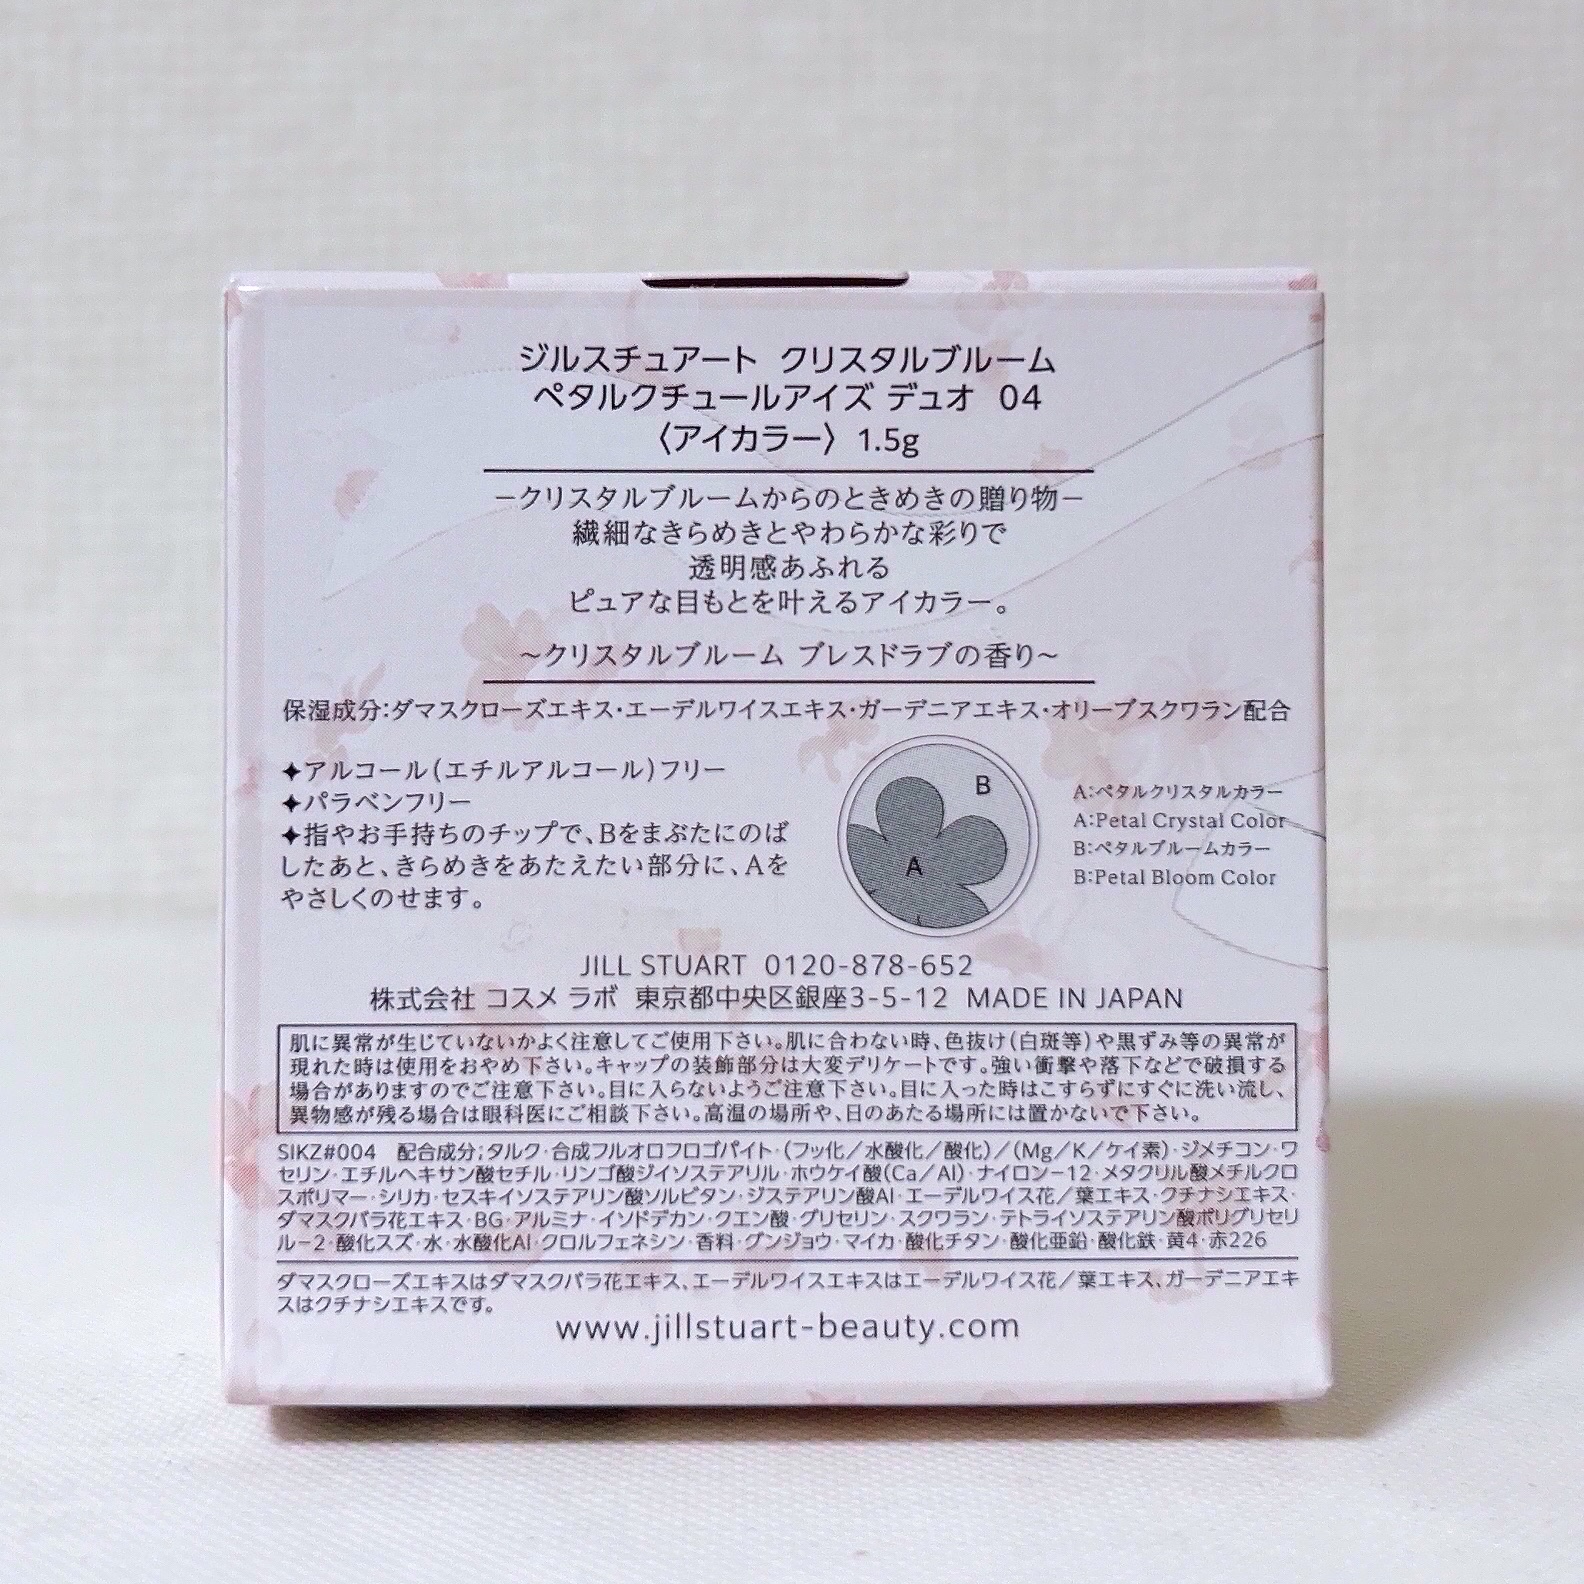 ジルスチュアート クリスタルブルーム
ペタルクチュールアイズ デュオ 04
〈アイカラー〉 1.5g
－クリスタルブルームからのときめきの贈り物－
繊細なきらめきとやわらかな彩りで
透明感あふれる
ピュアな目もとを叶えるアイカラー。
～クリスタルブルーム ブレスドラブの香り～
保湿成分:ダマスクローズエキス・エーデルワイスエキス・ガーデニアエキス・オリーブスクワラン配合
✦アルコール(エチルアルコール)フリー
✦パラベンフリー
✦指やお手持ちのチップで、Bをまぶたにのば
したあと、きらめきをあたえたい部分に、Aを
やさしくのせます。
B
A
A:ペタルクリスタルカラー
A:Petal Crystal Color
B:ペタルブルームカラー
B:Petal Bloom Color
JILL STUART 0120-878-652
株式会社 コスメ ラボ 東京都中央区銀座3-5-12 MADE IN JAPAN
肌に異常が生じていないかよく注意してご使用下さい。肌に合わない時、色抜け(白斑等)や黒ずみ等の異常が
現れた時は使用をおやめ下さい。キャップの装飾部分は大変デリケートです。強い衝撃や落下などで破損する
場合がありますのでご注意下さい。目に入らないようご注意下さい。目に入った時はこすらずにすぐに洗い流し、
異物感が残る場合は眼科医にご相談下さい。高温の場所や、日のあたる場所には置かないで下さい。
SIKZ#004 配合成分;タルク・合成フルオロフロゴパイト・(フッ化/水酸化/酸化)/(Mg/K/ケイ素)・ジメチコン・ワ
セリン・エチルヘキサン酸セチル・リンゴ酸ジイソステアリル・ホウケイ酸(Ca/Al)・ナイロン-12・メタクリル酸メチルクロ
スポリマー・シリカ・セスキイソステアリン酸ソルビタン・ジステアリン酸Al・エーデルワイス花/葉エキス・クチナシエキス・
ダマスクバラ花エキス・BG・アルミナ・イソドデカン・クエン酸・グリセリン・スクワラン・テトライソステアリン酸ポリグリセリ
ル-2・酸化スズ・水・水酸化Al・クロルフェネシン・香料・グンジョウ・マイカ・酸化チタン・酸化亜鉛・酸化鉄・黄4・赤226
ダマスクローズエキスはダマスクバラ花エキス、エーデルワイスエキスはエーデルワイス花/葉エキス、ガーデニアエキ
スはクチナシエキスです。
www.jillstuart-beauty.com